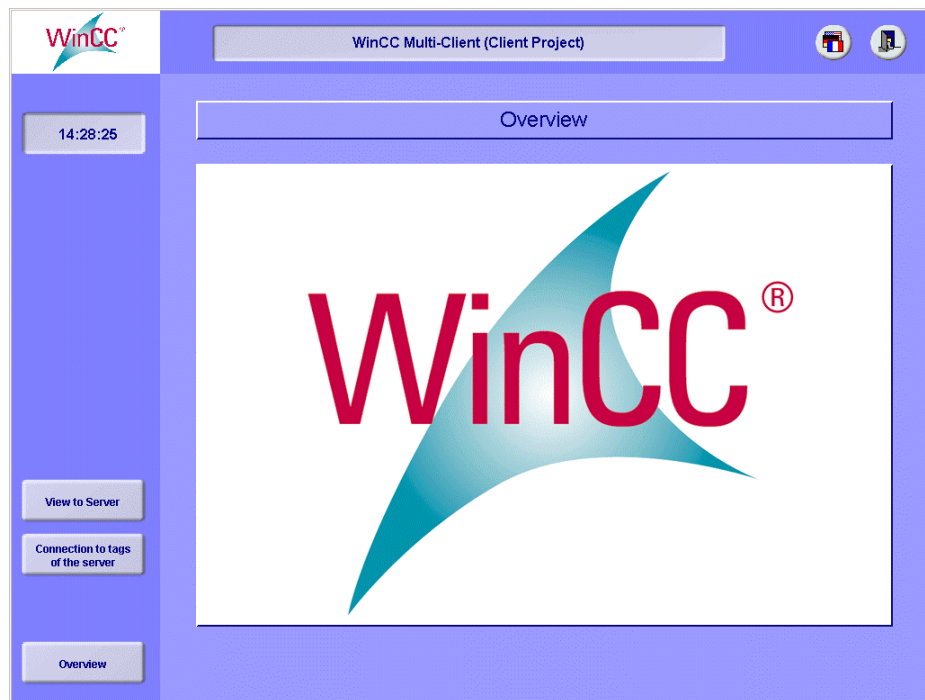 WinCC®
WinCC Multi-Client (Client Project)
14:28:25
Overview
WinCC®
View to Server
Connection to tags
of the server
Overview